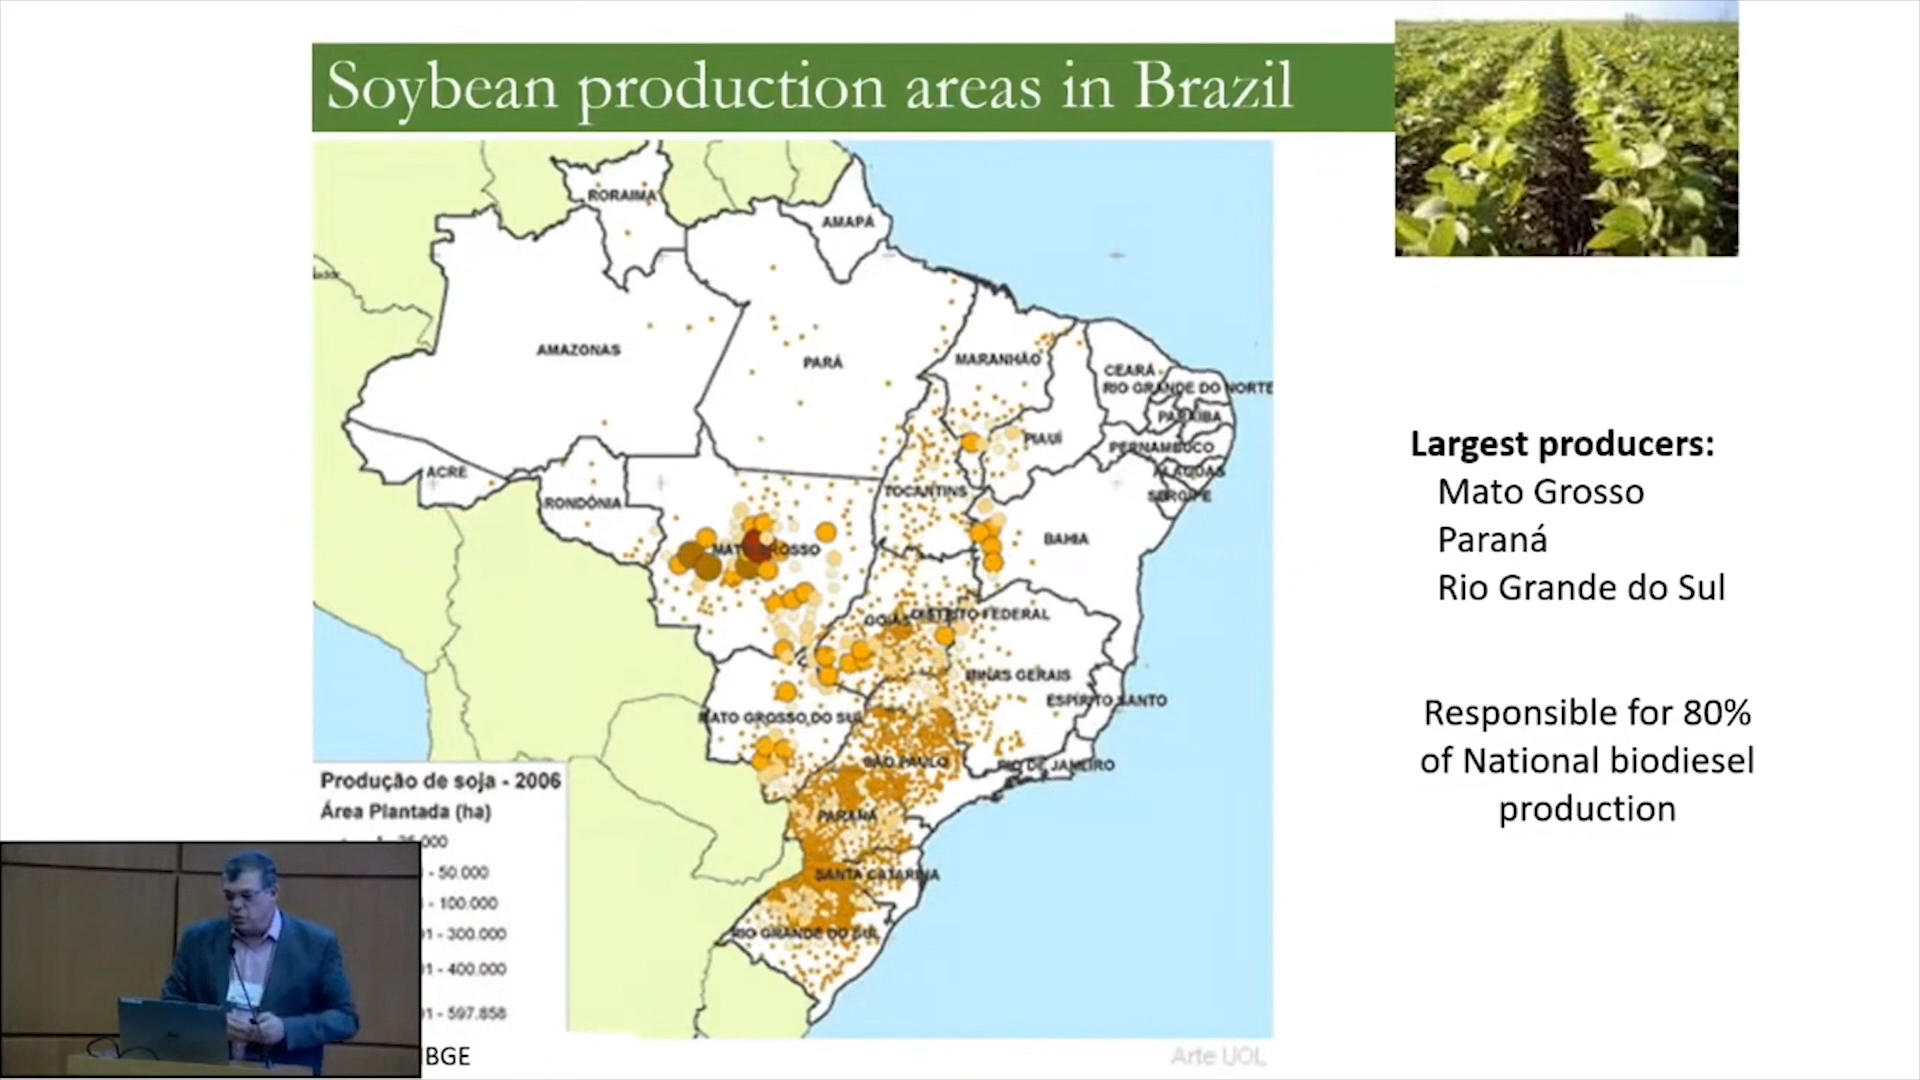 Soybean production areas in Brazil
RORAIMA
AMAPÁ
AMAZONAS
PARÁ
MARANHÃO
CEARÁ
RIO GRANDE DO NORTE
PARAÍBA
PIAUÍ
PERNAMBUCO
ALAGOAS
SERGIPE
ACRE
RONDÔNIA
TOCANTINS
MATO GROSSO
BAHIA
GOIÁS
DISTRITO FEDERAL
MINAS GERAIS
ESPÍRITO SANTO
MATO GROSSO DO SUL
SÃO PAULO
RIO DE JANEIRO
PARANÁ
SANTA CATARINA
RIO GRANDE DO SUL
Produção de soja - 2006
Área Plantada (ha)
- 50.000
- 100.000
- 300.000
- 400.000
- 597.858
IBGE
Arte UOL
Largest producers:
Mato Grosso
Paraná
Rio Grande do Sul
Responsible for 80%
of National biodiesel
production